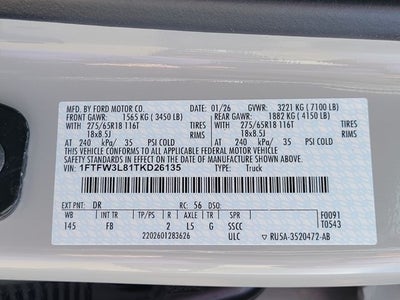 MFD. BY FORD MOTOR CO. 01/26 GVWR: 3221 KG ( 7100 LB)
FRONT GAWR: 1565 KG ( 3450 LB) REAR GAWR: 1882 KG ( 4150 LB)
WITH 275/65R18 116T WITH 275/65R18 116T
18x8.5J 18x8.5J
AT 240 kPa/ 35 PSI COLD AT 240 kPa/ 35 PSI COLD
THIS VEHICLE CONFORMS TO ALL APPLICABLE FEDERAL MOTOR VEHICLE
SAFETY STANDARDS IN EFFECT ON THE DATE OF MANUFACTURE SHOWN ABOVE.
VIN: 1FTFW3L81TKD26135 TYPE: Truck
EXT PNT: DR RC: 56 DSO:
WB INT TR TP/PS R AXLE TR SPR F0091
145 FB 2 L5 G SSCC T0543
2202601283626 ULC RU5A-3520472-AB